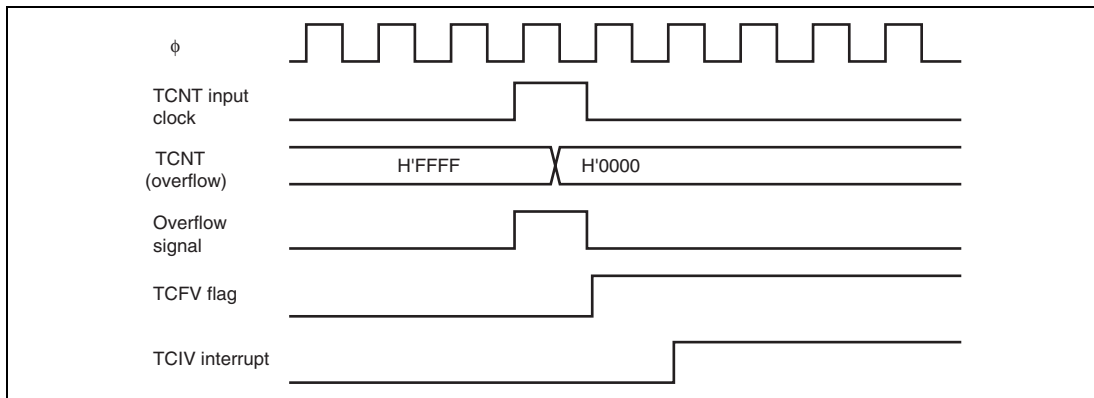 ϕ
TCNT input
clock
TCNT
(overflow)
H'FFFF
H'0000
Overflow
signal
TCFV flag
TCIV interrupt